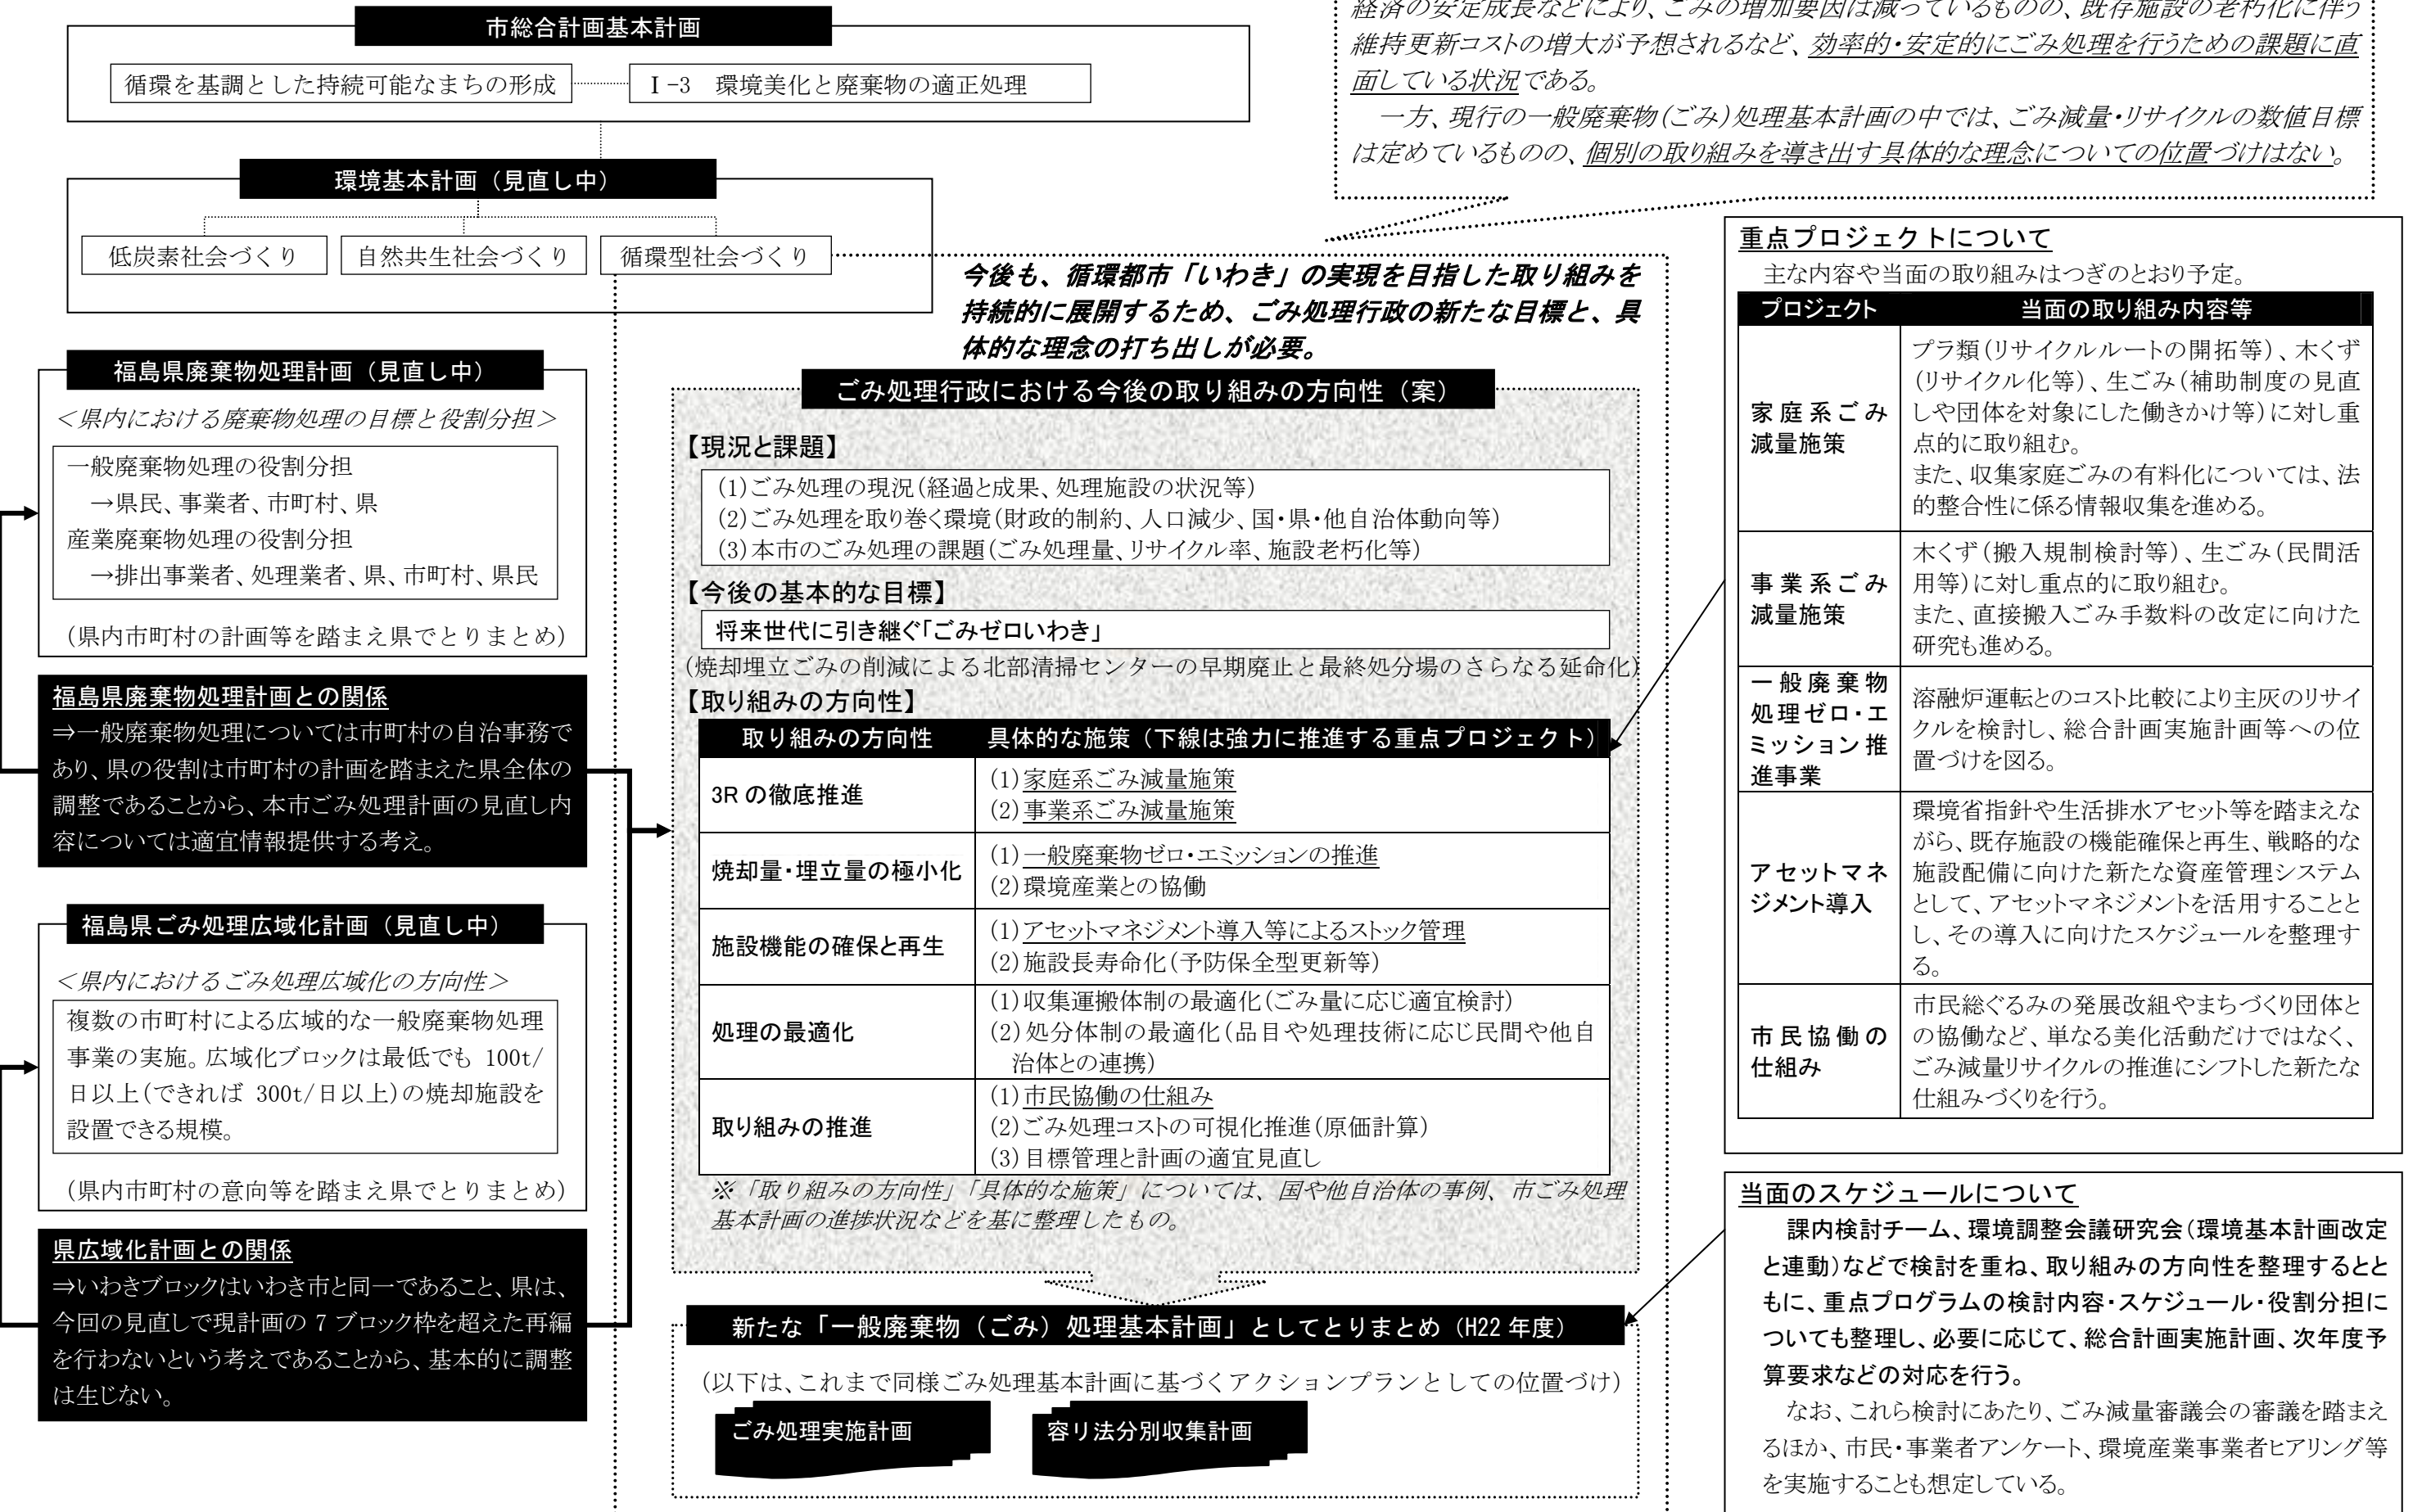 市総合計画基本計画
循環を基調とした持続可能なまちの形成
Ⅰ-3　環境美化と廃棄物の適正処理
環境基本計画（見直し中）
低炭素社会づくり
自然共生社会づくり
循環型社会づくり
経済の安定成長などにより、ごみの増加要因は減っているものの、既存施設の老朽化に伴う
維持更新コストの増大が予想されるなど、効率的・安定的にごみ処理を行うための課題に直
面している状況である。
一方、現行の一般廃棄物（ごみ）処理基本計画の中では、ごみ減量・リサイクルの数値目標
は定めているものの、個別の取り組みを導き出す具体的な理念についての位置づけはない。
今後も、循環都市「いわき」の実現を目指した取り組みを
持続的に展開するため、ごみ処理行政の新たな目標と、具
体的な理念の打ち出しが必要。
福島県廃棄物処理計画（見直し中）
＜県内における廃棄物処理の目標と役割分担＞
一般廃棄物処理の役割分担
→県民、事業者、市町村、県
産業廃棄物処理の役割分担
→排出事業者、処理業者、県、市町村、県民
（県内市町村の計画等を踏まえ県でとりまとめ）
福島県廃棄物処理計画との関係
⇒一般廃棄物処理については市町村の自治事務で
あり、県の役割は市町村の計画を踏まえた県全体の
調整であることから、本市ごみ処理計画の見直し内
容については適宜情報提供する考え。
福島県ごみ処理広域化計画（見直し中）
＜県内におけるごみ処理広域化の方向性＞
複数の市町村による広域的な一般廃棄物処理
事業の実施。広域化ブロックは最低でも 100t/
日以上（できれば 300t/日以上）の焼却施設を
設置できる規模。
（県内市町村の意向等を踏まえ県でとりまとめ）
県広域化計画との関係
⇒いわきブロックはいわき市と同一であること、県は、
今回の見直しで現計画の 7 ブロック枠を超えた再編
を行わないという考えであることから、基本的に調整
は生じない。
ごみ処理行政における今後の取り組みの方向性（案）
【現況と課題】
(1)ごみ処理の現況（経過と成果、処理施設の状況等）
(2)ごみ処理を取り巻く環境（財政的制約、人口減少、国・県・他自治体動向等）
(3)本市のごみ処理の課題（ごみ処理量、リサイクル率、施設老朽化等）
【今後の基本的な目標】
将来世代に引き継ぐ「ごみゼロいわき」
（焼却埋立ごみの削減による北部清掃センターの早期廃止と最終処分場のさらなる延命化）
【取り組みの方向性】
取り組みの方向性　具体的な施策（下線は強力に推進する重点プロジェクト）
3R の徹底推進
(1)家庭系ごみ減量施策
(2)事業系ごみ減量施策
焼却量・埋立量の極小化
(1)一般廃棄物ゼロ・エミッションの推進
(2)環境産業との協働
施設機能の確保と再生
(1)アセットマネジメント導入等によるストック管理
(2)施設長寿命化（予防保全型更新等）
処理の最適化
(1)収集運搬体制の最適化（ごみ量に応じ適宜検討）
(2)処分体制の最適化（品目や処理技術に応じ民間や他自
治体との連携）
取り組みの推進
(1)市民協働の仕組み
(2)ごみ処理コストの可視化推進（原価計算）
(3)目標管理と計画の適宜見直し
※「取り組みの方向性」「具体的な施策」については、国や他自治体の事例、市ごみ処理
基本計画の進捗状況などを基に整理したもの。
新たな「一般廃棄物（ごみ）処理基本計画」としてとりまとめ（H22 年度）
（以下は、これまで同様ごみ処理基本計画に基づくアクションプランとしての位置づけ）
ごみ処理実施計画
容リ法分別収集計画
重点プロジェクトについて
主な内容や当面の取り組みはつぎのとおり予定。
プロジェクト　当面の取り組み内容等
家庭系ごみ
減量施策
プラ類（リサイクルルートの開拓等）、木くず
（リサイクル化等）、生ごみ（補助制度の見直
しや団体を対象にした働きかけ等）に対し重
点的に取り組む。
また、収集家庭ごみの有料化については、法
的整合性に係る情報収集を進める。
事業系ごみ
減量施策
木くず（搬入規制検討等）、生ごみ（民間活
用等）に対し重点的に取り組む。
また、直接搬入ごみ手数料の改定に向けた
研究も進める。
一般廃棄物
処理ゼロ・エ
ミッション推
進事業
溶融炉運転とのコスト比較により主灰のリサイ
クルを検討し、総合計画実施計画等への位
置づけを図る。
アセットマネ
ジメント導入
環境省指針や生活排水アセット等を踏まえな
がら、既存施設の機能確保と再生、戦略的な
施設配備に向けた新たな資産管理システム
として、アセットマネジメントを活用することと
し、その導入に向けたスケジュールを整理す
る。
市民協働の
仕組み
市民総ぐるみの発展改組やまちづくり団体と
の協働など、単なる美化活動だけではなく、
ごみ減量リサイクルの推進にシフトした新たな
仕組みづくりを行う。
当面のスケジュールについて
課内検討チーム、環境調整会議研究会（環境基本計画改定
と連動）などで検討を重ね、取り組みの方向性を整理するとと
もに、重点プログラムの検討内容・スケジュール・役割分担に
ついても整理し、必要に応じて、総合計画実施計画、次年度予
算要求などの対応を行う。
なお、これら検討にあたり、ごみ減量審議会の審議を踏まえ
るほか、市民・事業者アンケート、環境産業事業者ヒアリング等
を実施することも想定している。